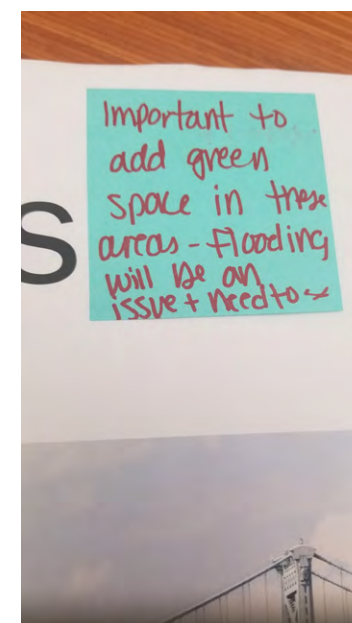 Important to
add green
space in these
areas - flooding
will be an
issue + need to
S